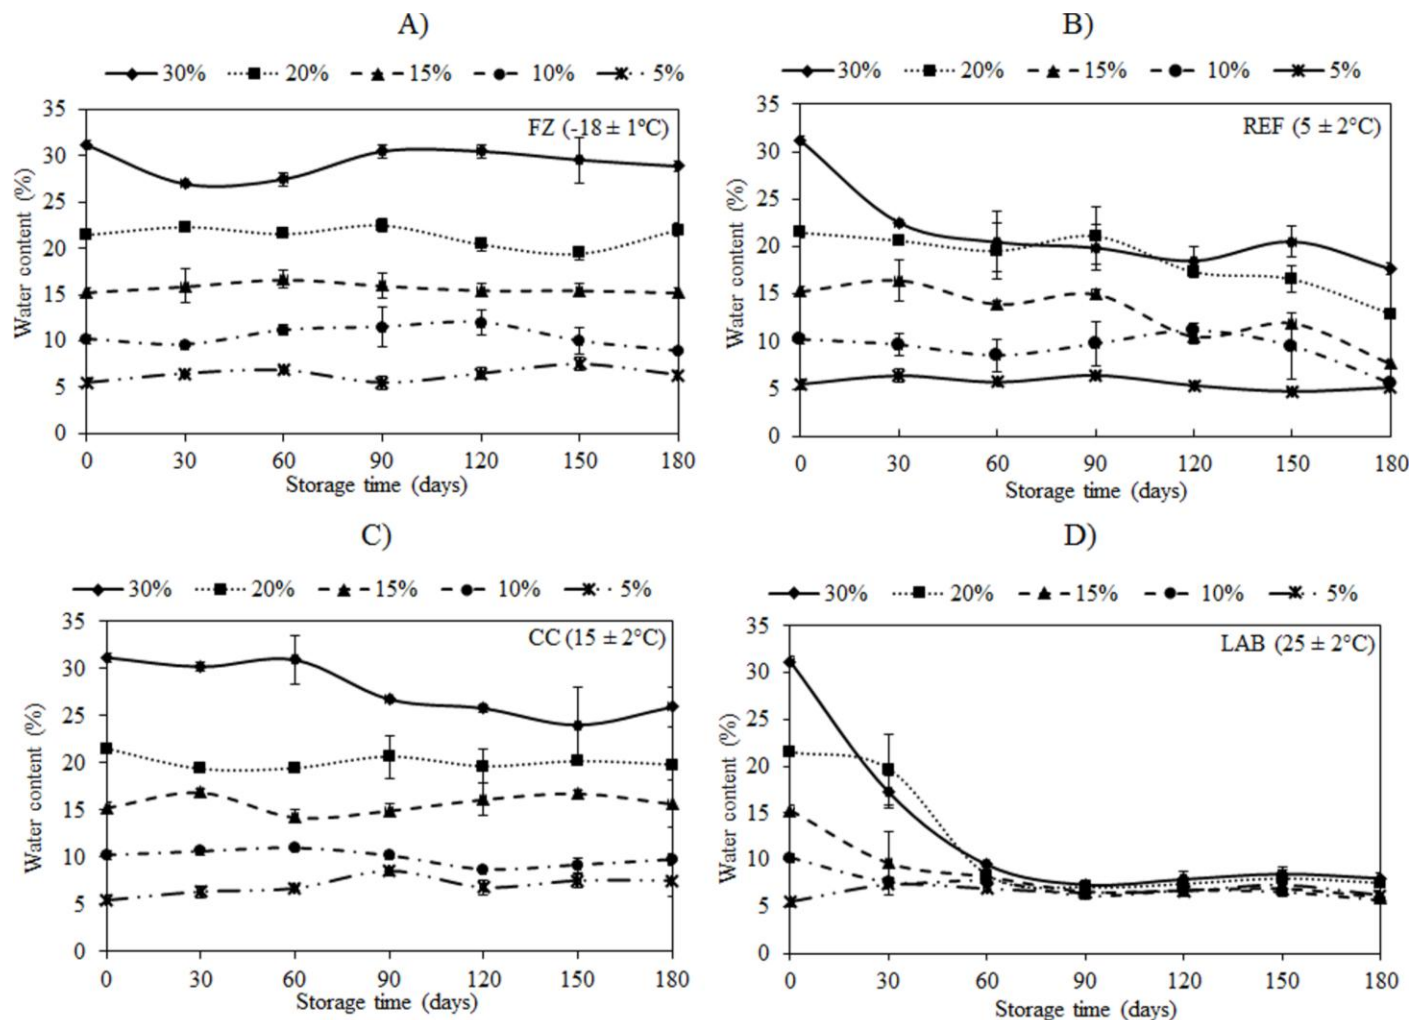 A)
30% 20% 15% 10% 5%
FZ (-18 ± 1°C)
Water content (%)
35
30
25
20
15
10
5
0
0 30 60 90 120 150 180
Storage time (days)
B)
30% 20% 15% 10% 5%
REF (5 ± 2°C)
Water content (%)
35
30
25
20
15
10
5
0
0 30 60 90 120 150 180
Storage time (days)
C)
30% 20% 15% 10% 5%
CC (15 ± 2°C)
Water content (%)
35
30
25
20
15
10
5
0
0 30 60 90 120 150 180
Storage time (days)
D)
30% 20% 15% 10% 5%
LAB (25 ± 2°C)
Water content (%)
35
30
25
20
15
10
5
0
0 30 60 90 120 150 180
Storage time (days)